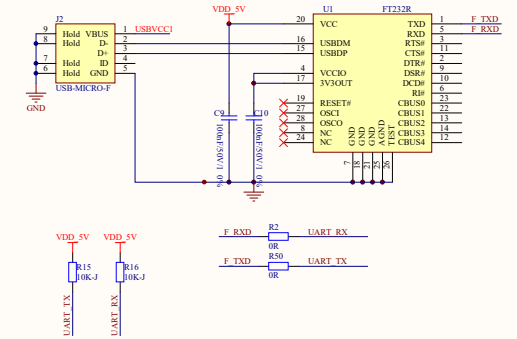 VDD_5V
J2
U1 FT232R
9 Hold VBUS 1 USBVCC1
8 Hold D- 2
D+ 3
7 Hold ID 4
6 Hold GND 5
USB-MICRO-F
GND
20 VCC TXD 1 F_TXD
RXD 5 F_RXD
16 USBDM RTS# 3
15 USBDP CTS# 11
DTR# 2
4 VCCIO DSR# 9
17 3VOUT DCD# 10
RI# 6
19 RESET# CBUS0 23
27 OSCI CBUS1 22
28 OSCO CBUS2 13
8 NC CBUS3 14
24 NC CBUS4 12
GND GND GND AGND TEST
7 18 21 25 26
C9 100nF/50V/10%
C10 100nF/50V/10%
VDD_5V VDD_5V
R15 10K-J
R16 10K-J
UART_TX
UART_RX
F_RXD R2 UART_RX
0R
F_TXD R50 UART_TX
0R